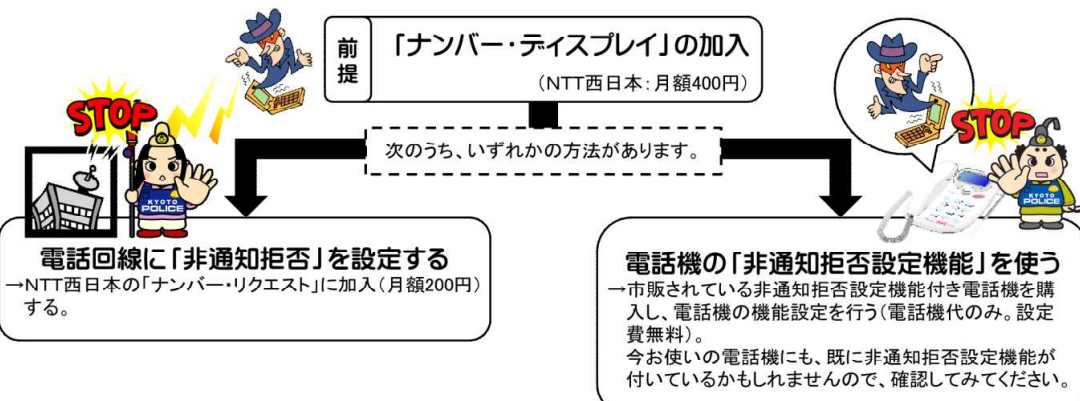 前
提
「ナンバー・ディスプレイ」の加入
（NTT西日本：月額400円）
次のうち、いずれかの方法があります。
STOP
KYOTO
POLICE
電話回線に「非通知拒否」を設定する
→NTT西日本の「ナンバー・リクエスト」に加入（月額200円）
する。
STOP
KYOTO
POLICE
電話機の「非通知拒否設定機能」を使う
→市販されている非通知拒否設定機能付き電話機を購
入し、電話機の機能設定を行う（電話機代のみ。設定
費無料）。
今お使いの電話機にも、既に非通知拒否設定機能が
付いているかもしれませんので、確認してみてください。